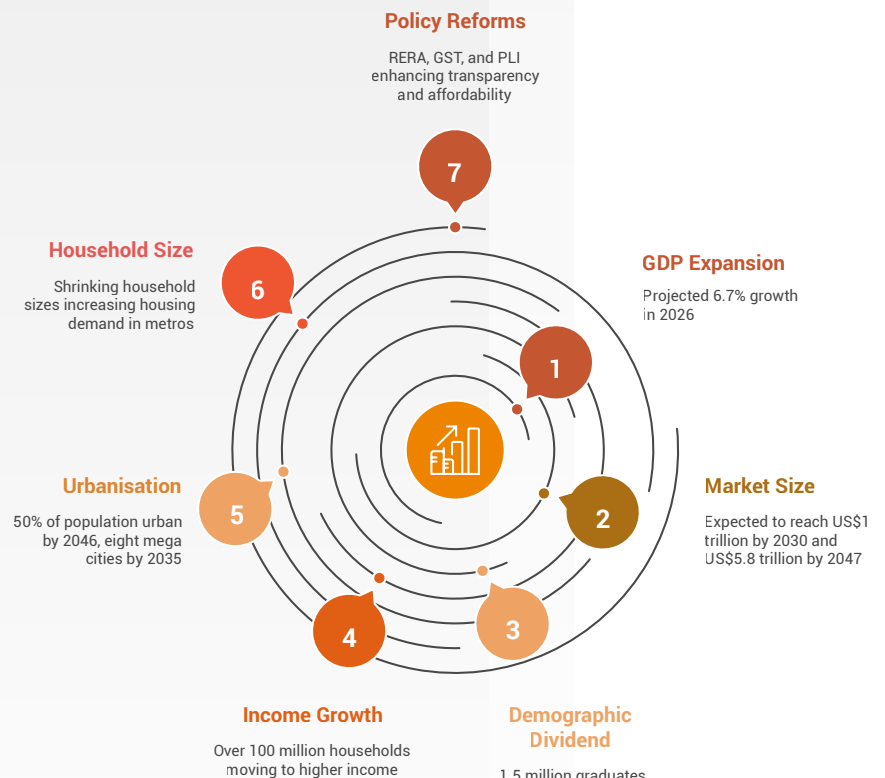 Policy Reforms
RERA, GST, and PLI
enhancing transparency
and affordability
7
Household Size
Shrinking household
sizes increasing housing
demand in metros
6
GDP Expansion
Projected 6.7% growth
in 2026
1
Urbanisation
50% of population urban
by 2046, eight mega
cities by 2035
5
Market Size
Expected to reach US$1
trillion by 2030 and
US$5.8 trillion by 2047
2
4
3
Income Growth
Over 100 million households
moving to higher income
Demographic
Dividend
1.5 million graduates